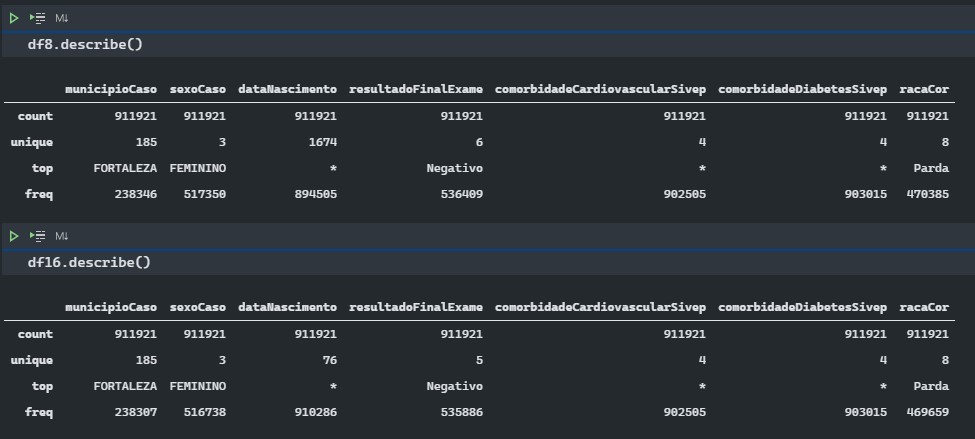 M↓
df8.describe()
municipioCaso sexoCaso dataNascimento resultadoFinalExame comorbidadeCardiovascularSivep comorbidadeDiabetesSivep racaCor
count 911921 911921 911921 911921 911921 911921 911921
unique 185 3 1674 6 4 4 8
top FORTALEZA FEMININO * Negativo * * Parda
freq 238346 517350 894505 536409 902505 903015 470385
M↓
df16.describe()
municipioCaso sexoCaso dataNascimento resultadoFinalExame comorbidadeCardiovascularSivep comorbidadeDiabetesSivep racaCor
count 911921 911921 911921 911921 911921 911921 911921
unique 185 3 76 5 4 4 8
top FORTALEZA FEMININO * Negativo * * Parda
freq 238307 516738 910286 535886 902505 903015 469659